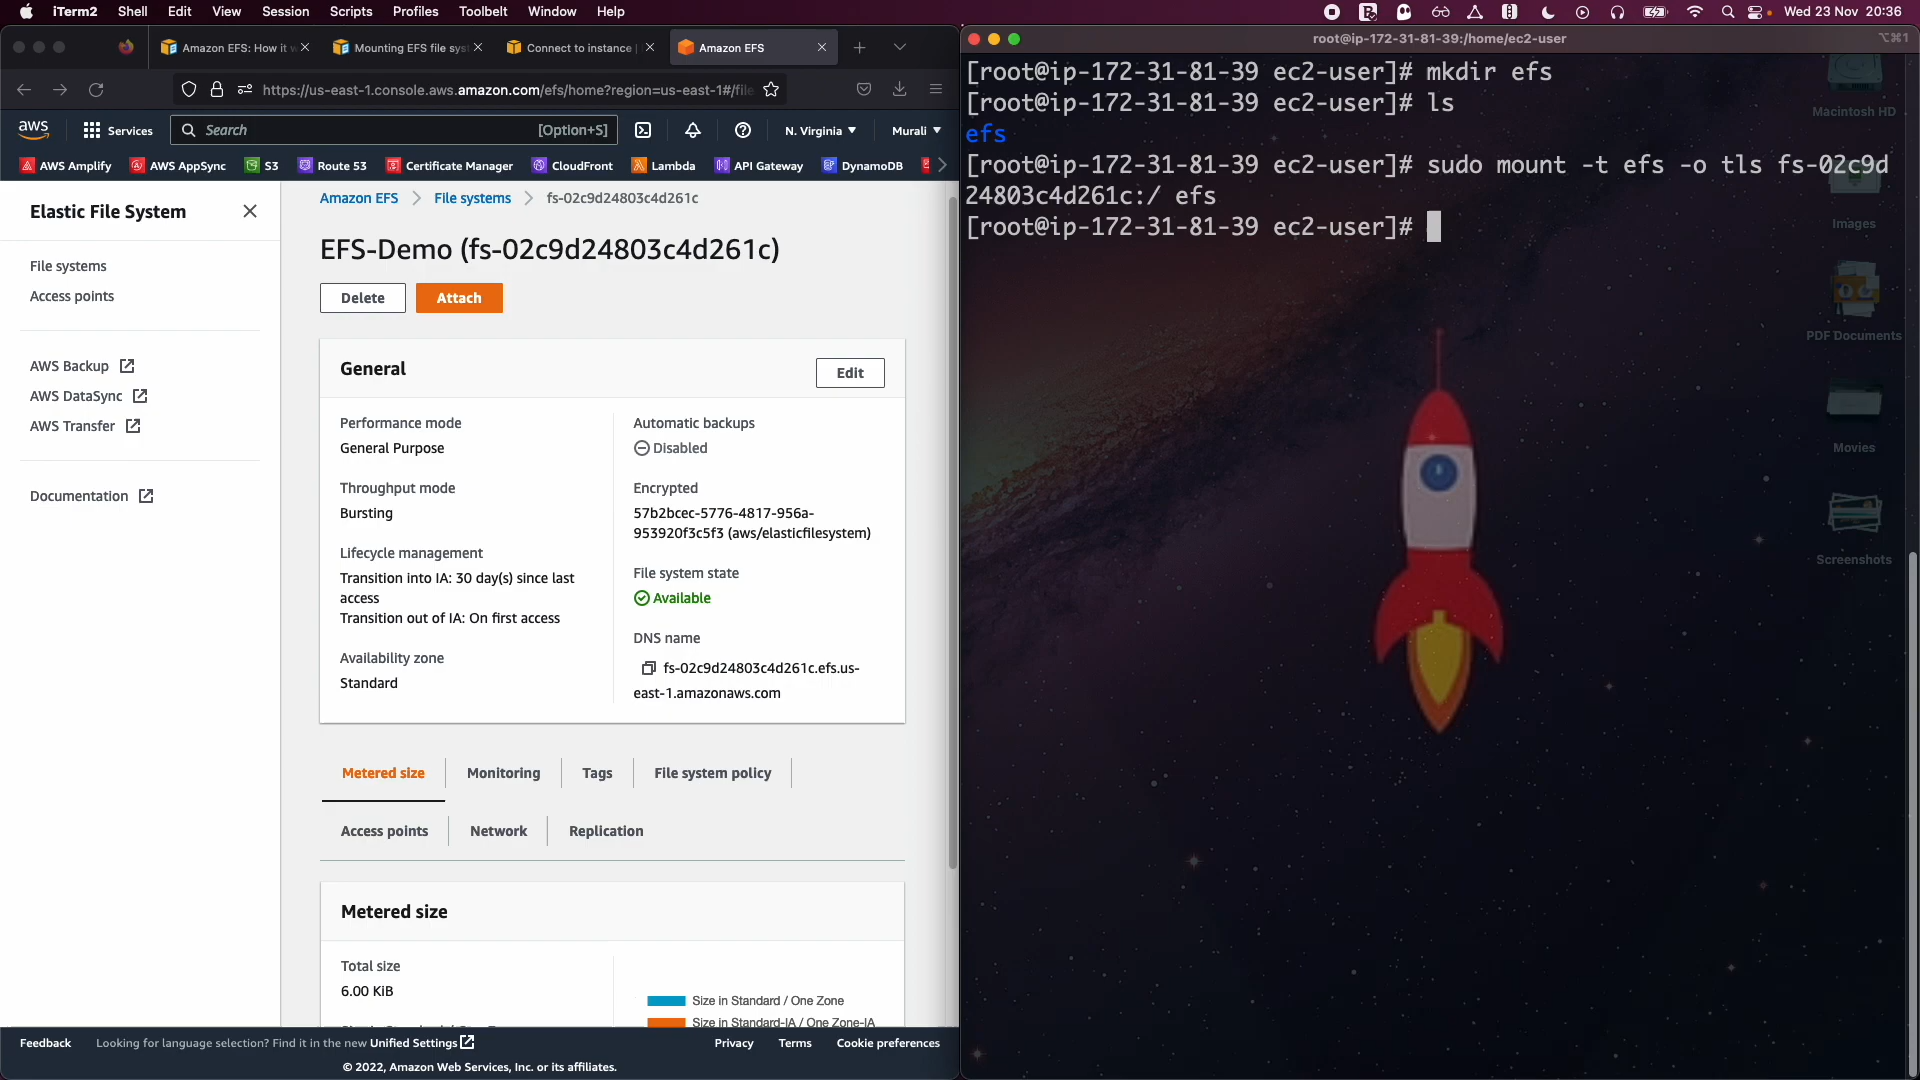 iTerm2 Shell Edit View Session Scripts Profiles Toolbelt Window Help Wed 23 Nov 20:36
Amazon EFS: How it w Mounting EFS file sys Connect to instance | Amazon EFS
root@ip-172-31-81-39:/home/ec2-user
⌥⌘1
https://us-east-1.console.aws.amazon.com/efs/home?region=us-east-1#/file
aws Services Search [Option+S] N. Virginia Murali
AWS Amplify AWS AppSync S3 Route 53 Certificate Manager CloudFront Lambda API Gateway DynamoDB
Elastic File System
File systems
Access points
AWS Backup
AWS DataSync
AWS Transfer
Documentation
Amazon EFS File systems fs-02c9d24803c4d261c
EFS-Demo (fs-02c9d24803c4d261c)
Delete Attach
General
Edit
Performance mode
General Purpose
Throughput mode
Bursting
Lifecycle management
Transition into IA: 30 day(s) since last
access
Transition out of IA: On first access
Availability zone
Standard
Automatic backups
Disabled
Encrypted
57b2bcec-5776-4817-956a-
953920f3c5f3 (aws/elasticfilesystem)
File system state
Available
DNS name
fs-02c9d24803c4d261c.efs.us-
east-1.amazonaws.com
Metered size Monitoring Tags File system policy
Access points Network Replication
Metered size
Total size
6.00 KiB
Size in Standard / One Zone
Size in Standard-IA / One Zone-IA
Feedback Looking for language selection? Find it in the new Unified Settings Privacy Terms Cookie preferences
© 2022, Amazon Web Services, Inc. or its affiliates.
[root@ip-172-31-81-39 ec2-user]# mkdir efs
[root@ip-172-31-81-39 ec2-user]# ls
efs
[root@ip-172-31-81-39 ec2-user]# sudo mount -t efs -o tls fs-02c9d
24803c4d261c:/ efs
[root@ip-172-31-81-39 ec2-user]#
Macintosh HD
Images
PDF Documents
Movies
Screenshots